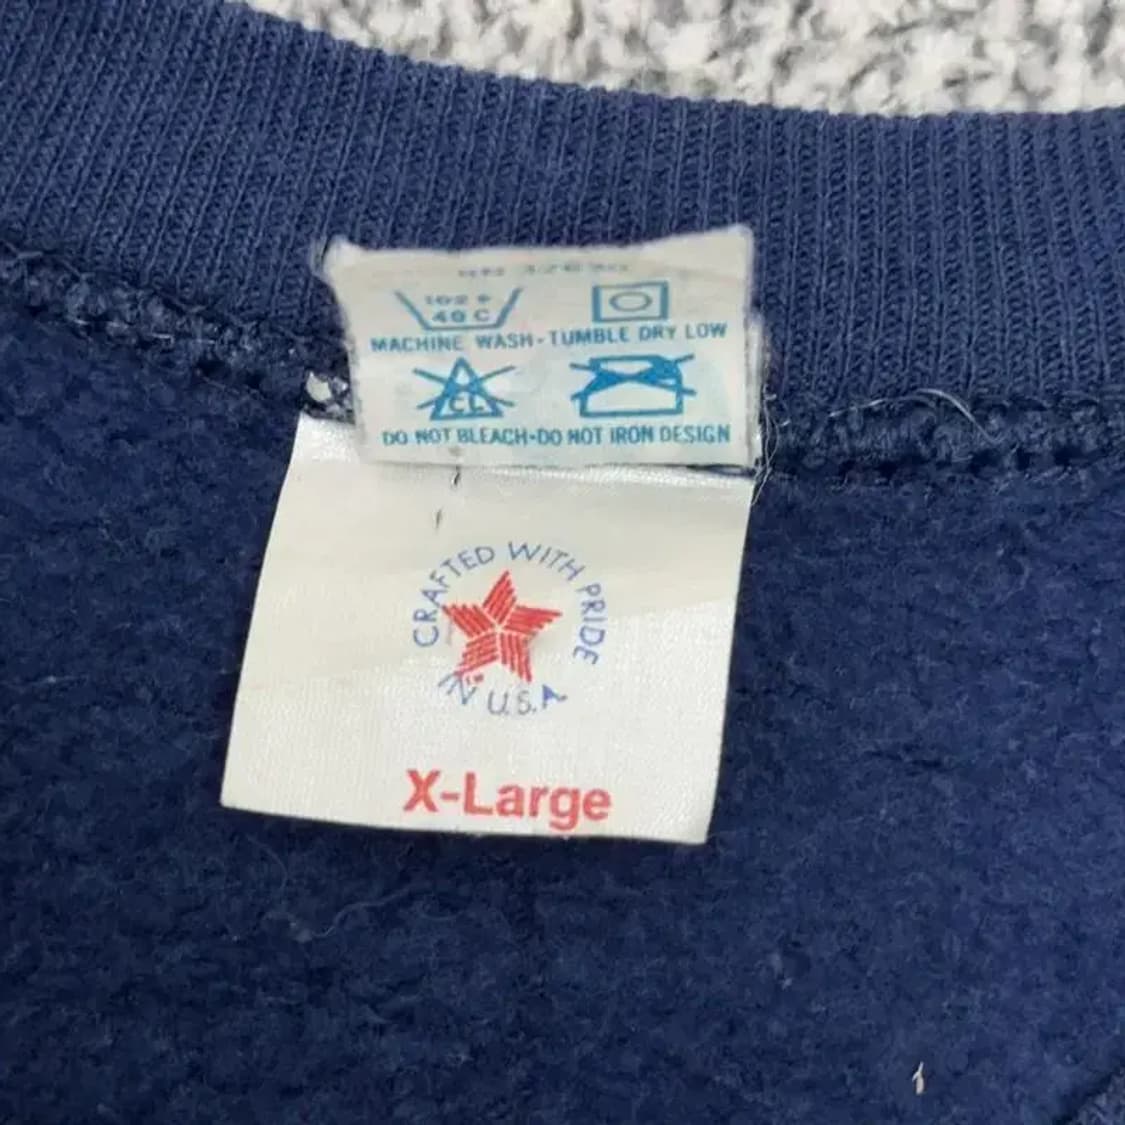 102°
40 C
MACHINE WASH-TUMBLE DRY LOW
CL
DO NOT BLEACH-DO NOT IRON DESIGN
CRAFTED WITH PRIDE
IN U.S.A
X-Large